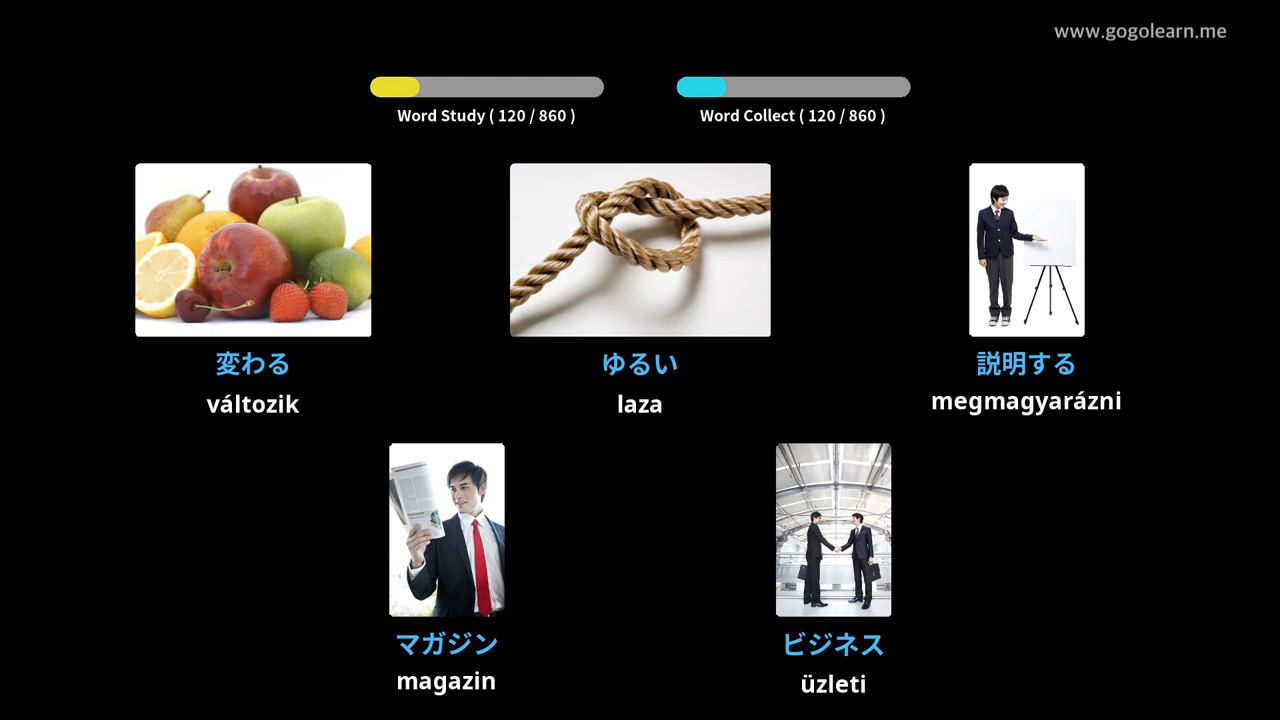 www.gogolearn.me
Word Study ( 120 / 860 )
Word Collect ( 120 / 860 )
変わる
változik
ゆるい
laza
説明する
megmagyarázni
マガジン
magazin
ビジネス
üzleti